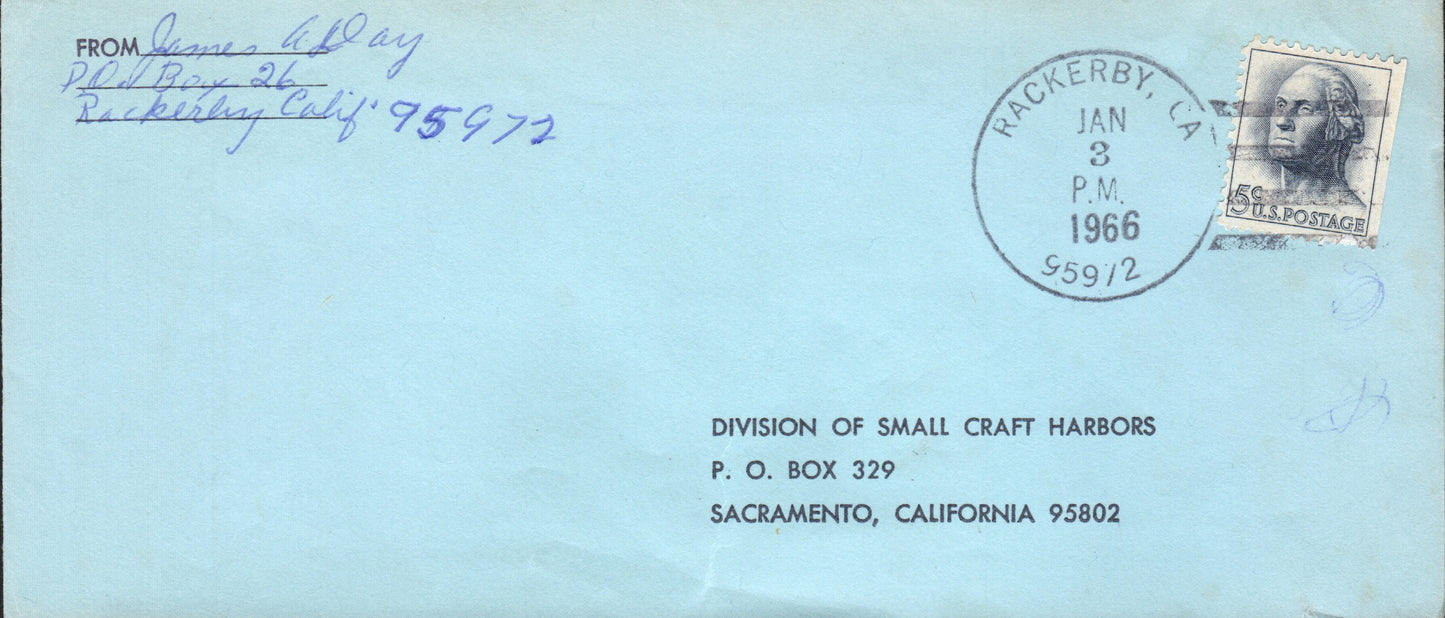 FROM James A Day
P.O. Box 26
Rackerby Calif 95972
RACKERBY, CA
JAN
3
P.M.
1966
95972
5¢
U.S. POSTAGE
DIVISION OF SMALL CRAFT HARBORS
P. O. BOX 329
SACRAMENTO, CALIFORNIA 95802